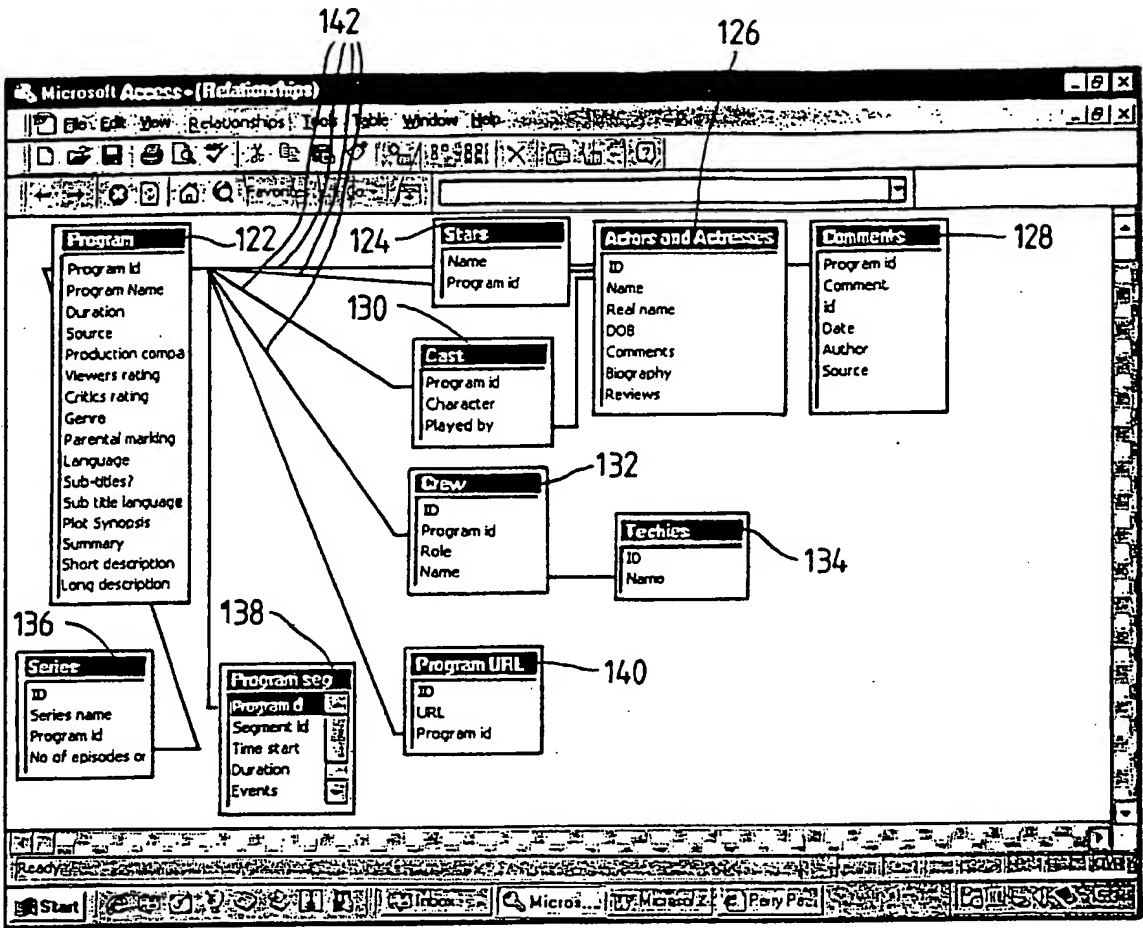 142
126
Microsoft Access - [Relationships]
File Edit View Relationships Tools Table Window Help
Program
Program Id
Program Name
Duration
Source
Production compa
Viewers rating
Critics rating
Genre
Parental marking
Language
Sub-titles?
Sub title language
Plot Synopsis
Summary
Short description
Long description
122
124
Stars
Name
Program id
Actors and Actresses
ID
Name
Real name
DOB
Comments
Biography
Reviews
Comments
Program id
Comment
id
Date
Author
Source
128
130
Cast
Program id
Character
Played by
Crew
ID
Program id
Role
Name
132
Techies
ID
Name
134
136
Series
ID
Series name
Program id
No of episodes or
138
Program seg
Program d
Segment id
Time start
Duration
Events
Program URL
ID
URL
Program id
140
Ready
Start
Inbox
Micros...